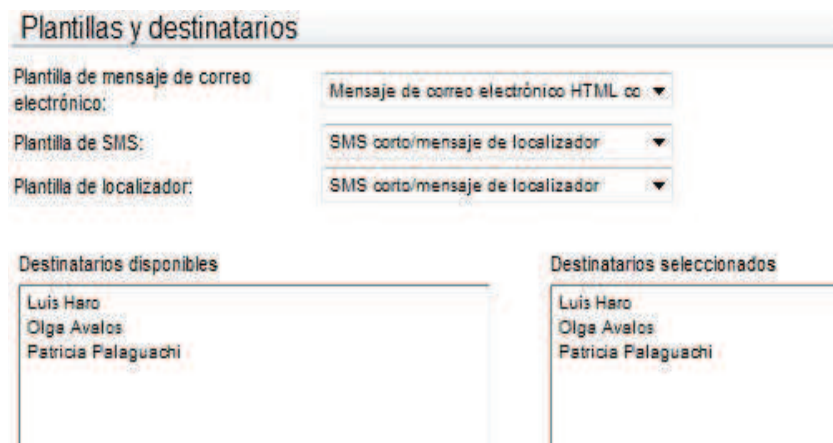 Plantillas y destinatarios
Plantilla de mensaje de correo
electrónico:
Mensaje de correo electrónico HTML co
Plantilla de SMS:
SMS corto/mensaje de localizador
Plantilla de localizador:
SMS corto/mensaje de localizador
Destinatarios disponibles
Luis Haro
Olga Avalos
Patricia Palaguachi
Destinatarios seleccionados
Luis Haro
Olga Avalos
Patricia Palaguachi